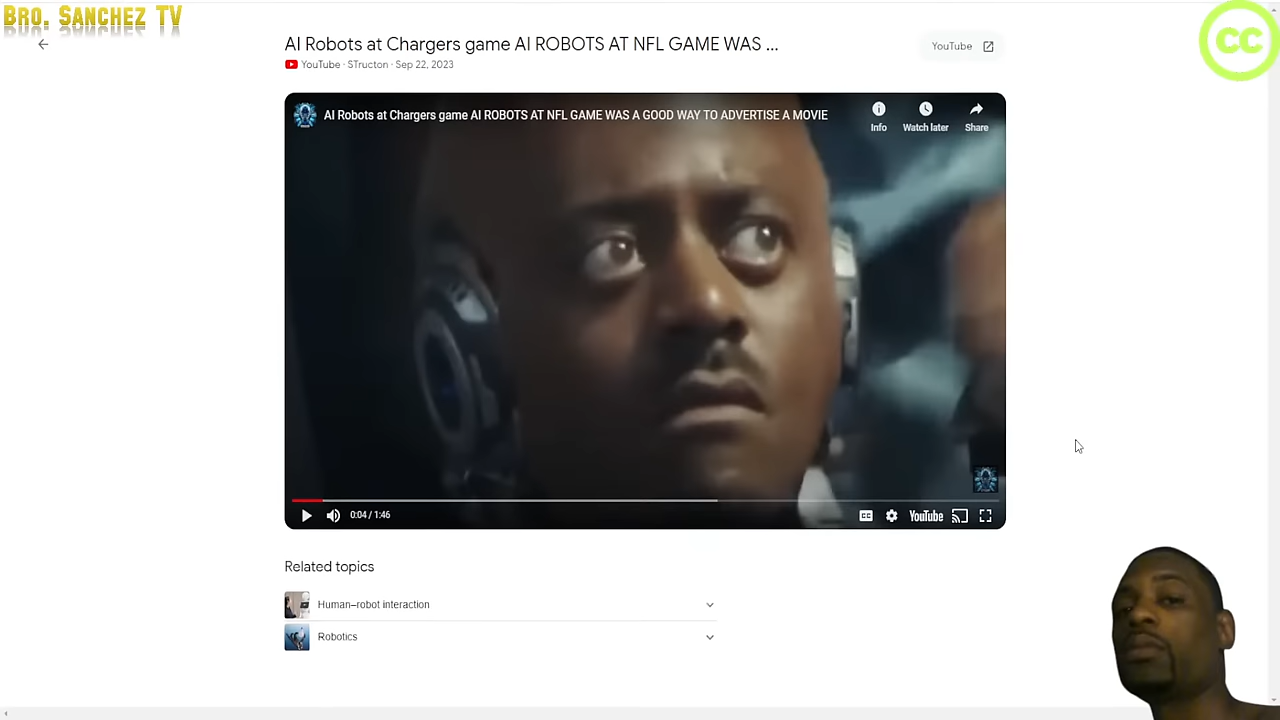 Bro. Sanchez TV
CC
AI Robots at Chargers game AI ROBOTS AT NFL GAME WAS ...
YouTube
YouTube · STructon · Sep 22, 2023
AI Robots at Chargers game AI ROBOTS AT NFL GAME WAS A GOOD WAY TO ADVERTISE A MOVIE
Info
Watch later
Share
0:04 / 1:46
CC
YouTube
Related topics
Human–robot interaction
Robotics